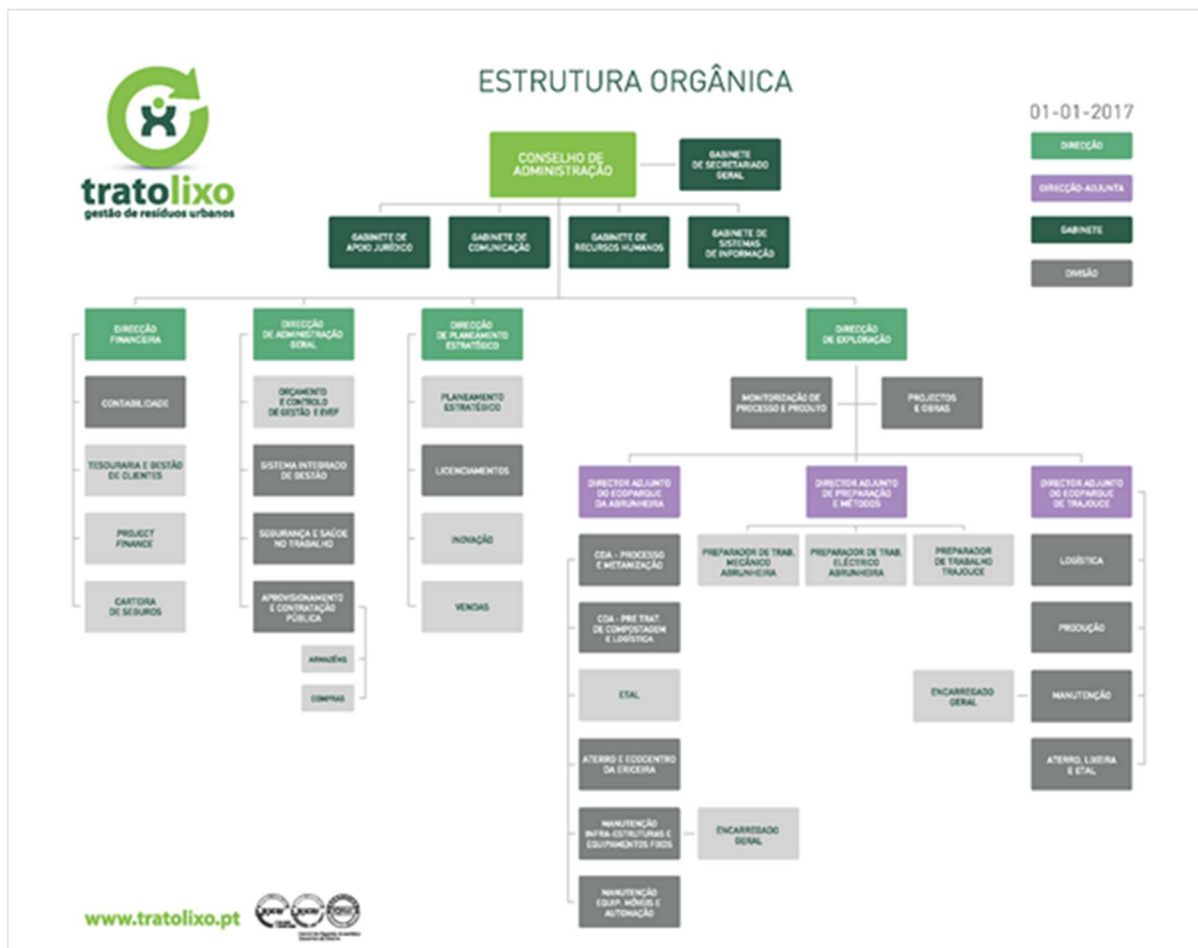 ESTRUTURA ORGÂNICA
tratolixo
gestão de resíduos urbanos
01-01-2017
DIRECÇÃO
DIRECÇÃO-ADJUNTA
GABINETE
DIVISÃO
CONSELHO DE
ADMINISTRAÇÃO
GABINETE
DE SECRETARIADO
GERAL
GABINETE DE
APOIO JURÍDICO
GABINETE DE
COMUNICAÇÃO
GABINETE DE
RECURSOS HUMANOS
GABINETE DE
SISTEMAS
DE INFORMAÇÃO
DIRECÇÃO
FINANCEIRA
DIRECÇÃO
DE ADMINISTRAÇÃO
GERAL
DIRECÇÃO
DE PLANEAMENTO
ESTRATÉGICO
DIRECÇÃO
DE EXPLORAÇÃO
CONTABILIDADE
ORÇAMENTO
E CONTROLO
DE GESTÃO E EVEF
PLANEAMENTO
ESTRATÉGICO
MONITORIZAÇÃO DE
PROCESSO E PRODUTO
PROJECTOS
E OBRAS
TESOURARIA E GESTÃO
DE CLIENTES
SISTEMA INTEGRADO
DE GESTÃO
LICENCIAMENTOS
DIRECTOR ADJUNTO
DO ECOPARQUE
DA ABRUNHEIRA
DIRECTOR ADJUNTO
DE PREPARAÇÃO
E MÉTODOS
DIRECTOR ADJUNTO
DO ECOPARQUE
DE TRAJOUCE
PROJECT
FINANCE
SEGURANÇA E SAÚDE
NO TRABALHO
INOVAÇÃO
CDA - PROCESSO
E METANIZAÇÃO
PREPARADOR DE TRAB.
MECÂNICO
ABRUNHEIRA
PREPARADOR DE TRAB.
ELÉCTRICO
ABRUNHEIRA
PREPARADOR
DE TRABALHO
TRAJOUCE
LOGÍSTICA
CARTEIRA
DE SEGUROS
APROVISIONAMENTO
E CONTRATAÇÃO
PÚBLICA
VENDAS
CDA - PRE TRAT.
DE COMPOSTAGEM
E LOGÍSTICA
PRODUÇÃO
ARMAZÉNS
COMPRAS
ETAL
ENCARREGADO
GERAL
MANUTENÇÃO
ATERRO E ECOCENTRO
DA ERICEIRA
ATERRO, LIXEIRA
E ETAL
MANUTENÇÃO
INFRA-ESTRUTURAS E
EQUIPAMENTOS FIXOS
ENCARREGADO
GERAL
MANUTENÇÃO
EQUIP. MÓVEIS E
AUTOMAÇÃO
www.tratolixo.pt